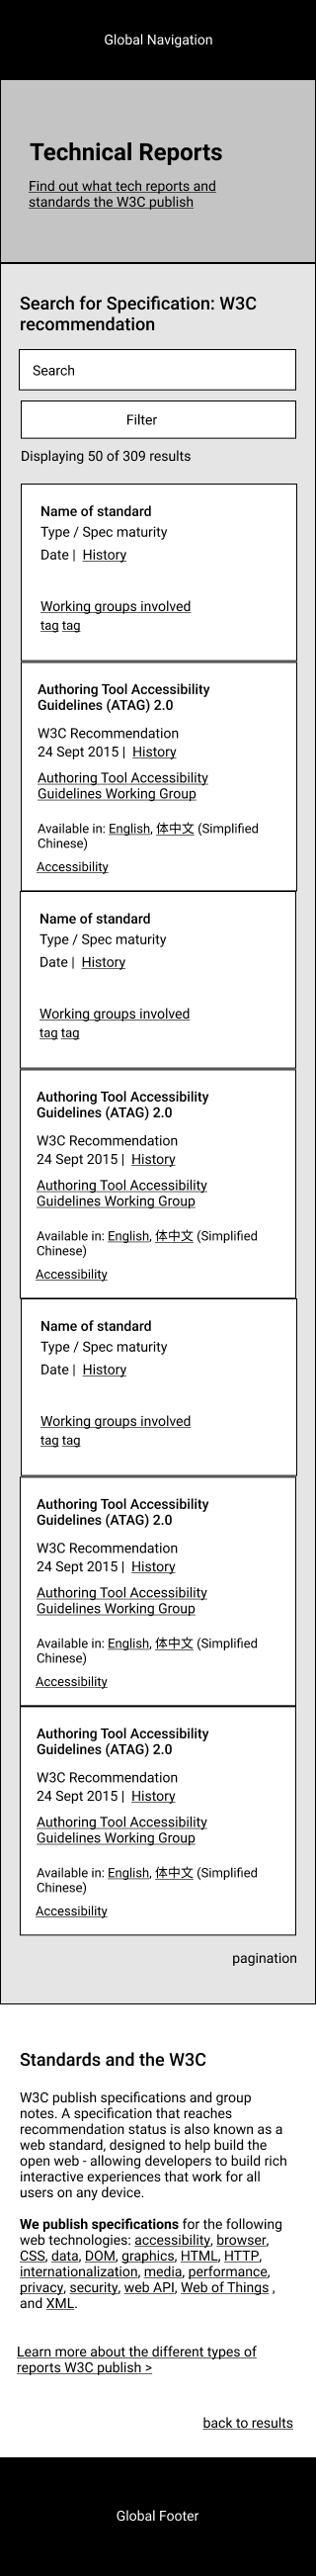 Global Navigation
Technical Reports
Find out what tech reports and
standards the W3C publish
Search for Specification: W3C
recommendation
Search
Filter
Displaying 50 of 309 results
Name of standard
Type / Spec maturity
Date | History
Working groups involved
tag tag
Authoring Tool Accessibility
Guidelines (ATAG) 2.0
W3C Recommendation
24 Sept 2015 | History
Authoring Tool Accessibility
Guidelines Working Group
Available in: English, 体中文 (Simplified
Chinese)
Accessibility
Name of standard
Type / Spec maturity
Date | History
Working groups involved
tag tag
Authoring Tool Accessibility
Guidelines (ATAG) 2.0
W3C Recommendation
24 Sept 2015 | History
Authoring Tool Accessibility
Guidelines Working Group
Available in: English, 体中文 (Simplified
Chinese)
Accessibility
Name of standard
Type / Spec maturity
Date | History
Working groups involved
tag tag
Authoring Tool Accessibility
Guidelines (ATAG) 2.0
W3C Recommendation
24 Sept 2015 | History
Authoring Tool Accessibility
Guidelines Working Group
Available in: English, 体中文 (Simplified
Chinese)
Accessibility
Authoring Tool Accessibility
Guidelines (ATAG) 2.0
W3C Recommendation
24 Sept 2015 | History
Authoring Tool Accessibility
Guidelines Working Group
Available in: English, 体中文 (Simplified
Chinese)
Accessibility
pagination
Standards and the W3C
W3C publish specifications and group
notes. A specification that reaches
recommendation status is also known as a
web standard, designed to help build the
open web - allowing developers to build rich
interactive experiences that work for all
users on any device.
We publish specifications for the following
web technologies: accessibility, browser,
CSS, data, DOM, graphics, HTML, HTTP,
internationalization, media, performance,
privacy, security, web API, Web of Things ,
and XML.
Learn more about the different types of
reports W3C publish >
back to results
Global Footer